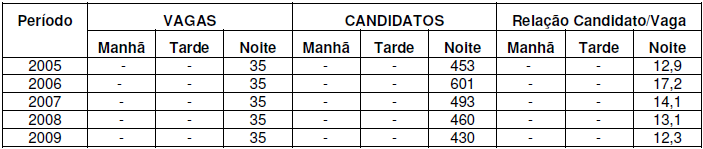 Período VAGAS CANDIDATOS Relação Candidato/Vaga
Manhã Tarde Noite Manhã Tarde Noite Manhã Tarde Noite
2005 - - 35 - - 453 - - 12,9
2006 - - 35 - - 601 - - 17,2
2007 - - 35 - - 493 - - 14,1
2008 - - 35 - - 460 - - 13,1
2009 - - 35 - - 430 - - 12,3